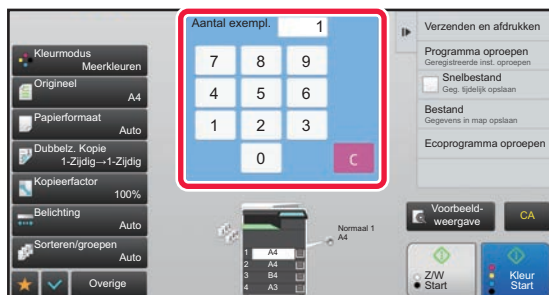 Aantal exempl. 1
7 8 9
4 5 6
1 2 3
0 C
Kleurmodus
Meerkleuren
Origineel
A4
Papierformaat
Auto
Dubbelz. Kopie
1-Zijdig→1-Zijdig
Kopieerfactor
100%
Belichting
Auto
Sorteren/groepen
Auto
Overige
Normaal 1
A4
1 A4
2 A4
3 B4
4 A3
Verzenden en afdrukken
Programma oproepen
Geregistreerde inst. oproepen
Snelbestand
Geg. tijdelijk opslaan
Bestand
Gegevens in map opslaan
Ecoprogramma oproepen
Voorbeeld-
weergave
CA
Z/W
Start
Kleur
Start